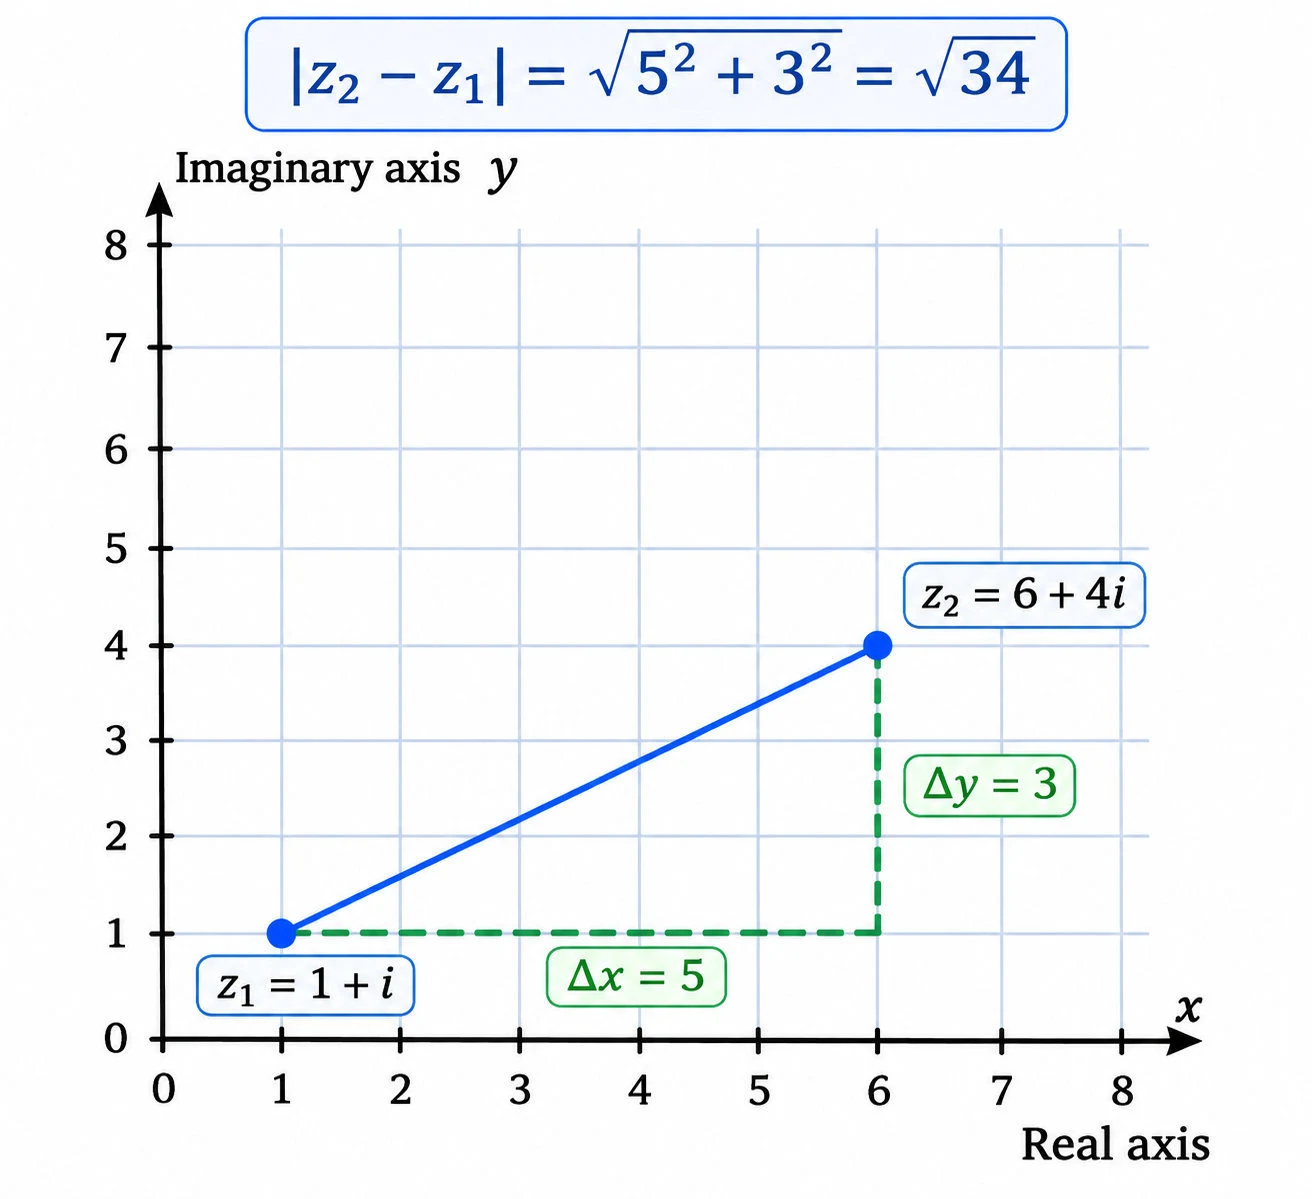 |z₂ − z₁| = √5² + 3² = √34
Imaginary axis y
8
7
6
5
z₂ = 6 + 4i
4
3
Δy = 3
2
1
Δx = 5
z₁ = 1 + i
x
0
0 1 2 3 4 5 6 7 8
Real axis